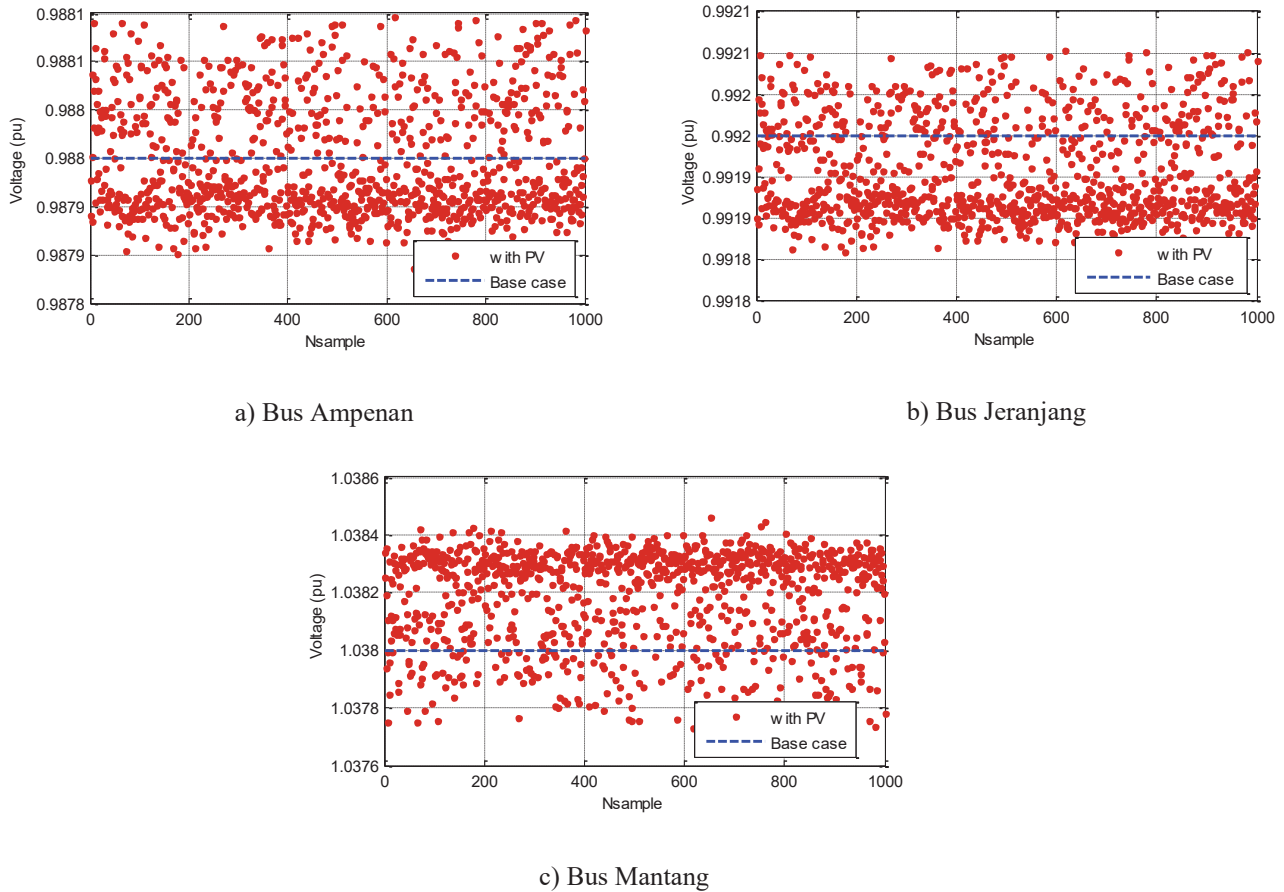 0.9881
0.9881
0.988
0.988
0.9879
0.9879
0.9878
Voltage (pu)
0 200 400 600 800 1000
Nsample
with PV
Base case
a) Bus Ampenan
0.9921
0.9921
0.992
0.992
0.9919
0.9919
0.9918
0.9918
Voltage (pu)
0 200 400 600 800 1000
Nsample
with PV
Base case
b) Bus Jeranjang
1.0386
1.0384
1.0382
1.038
1.0378
1.0376
Voltage (pu)
0 200 400 600 800 1000
Nsample
with PV
Base case
c) Bus Mantang